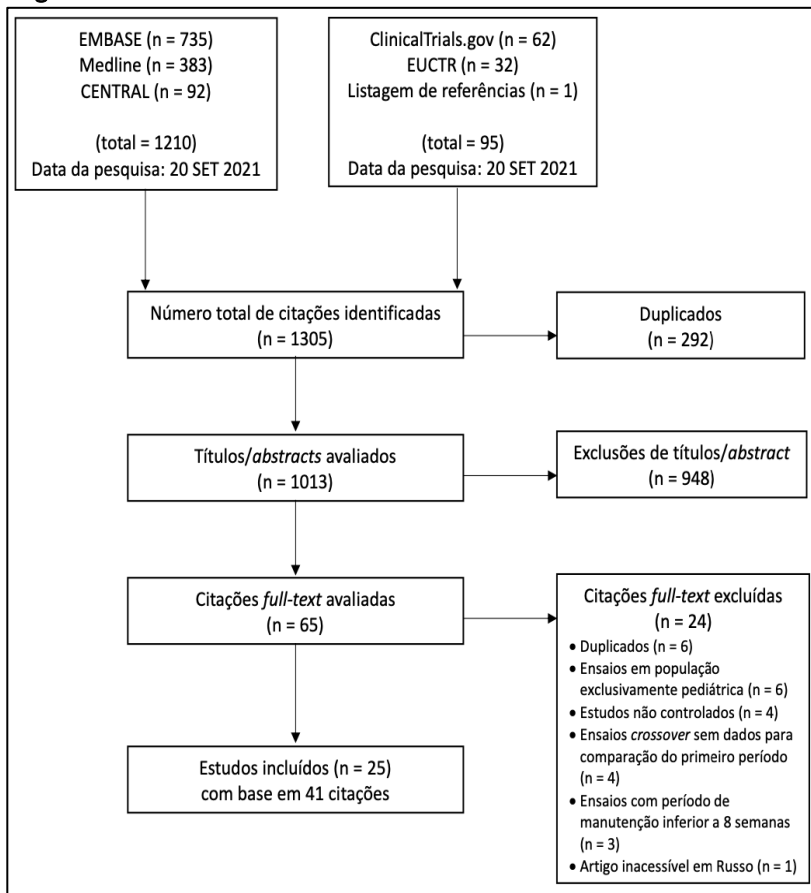 EMBASE (n = 735)
Medline (n = 383)
CENTRAL (n = 92)
(total = 1210)
Data da pesquisa: 20 SET 2021
ClinicalTrials.gov (n = 62)
EUCTR (n = 32)
Listagem de referências (n = 1)
(total = 95)
Data da pesquisa: 20 SET 2021
Número total de citações identificadas
(n = 1305)
Duplicados
(n = 292)
Títulos/abstracts avaliados
(n = 1013)
Exclusões de títulos/abstract
(n = 948)
Citações full-text avaliadas
(n = 65)
Citações full-text excluídas
(n = 24)
• Duplicados (n = 6)
• Ensaios em população
exclusivamente pediátrica (n = 6)
• Estudos não controlados (n = 4)
• Ensaios crossover sem dados para
comparação do primeiro período
(n = 4)
• Ensaios com período de
manutenção inferior a 8 semanas
(n = 3)
• Artigo inacessível em Russo (n = 1)
Estudos incluídos (n = 25)
com base em 41 citações